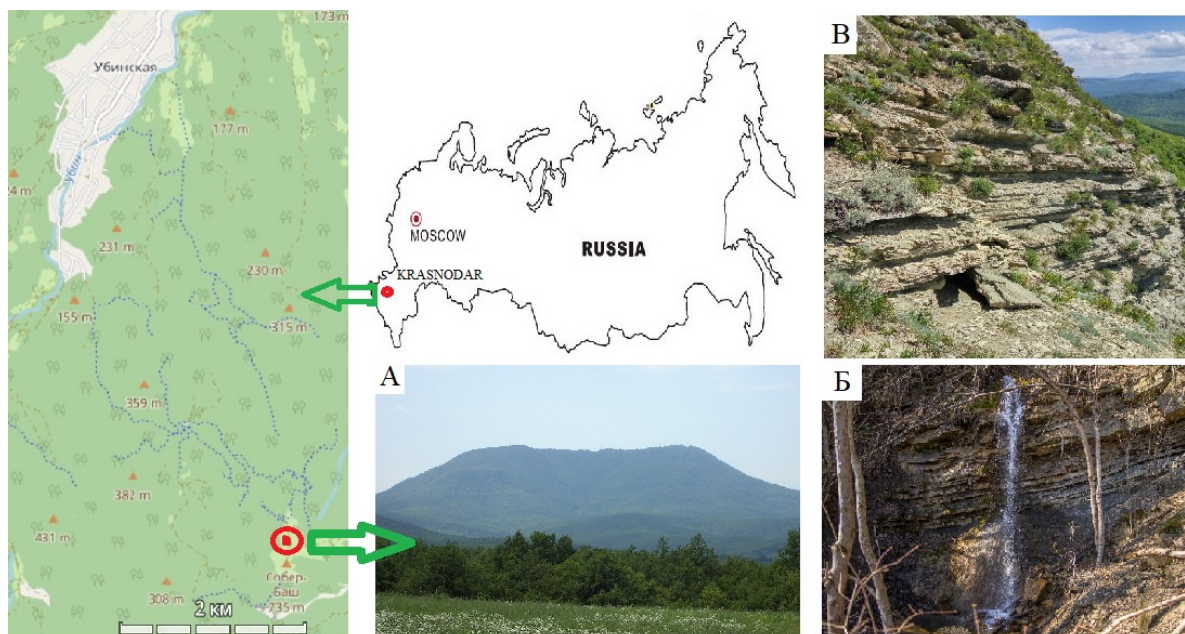 173 m
Убинская
177 m
24 m
Убин
231 m
230 m
155 m
315 m
359 m
382 m
431 m
308 m
Собер-
баш
735 m
2 км
MOSCOW
RUSSIA
KRASNODAR
А
В
Б